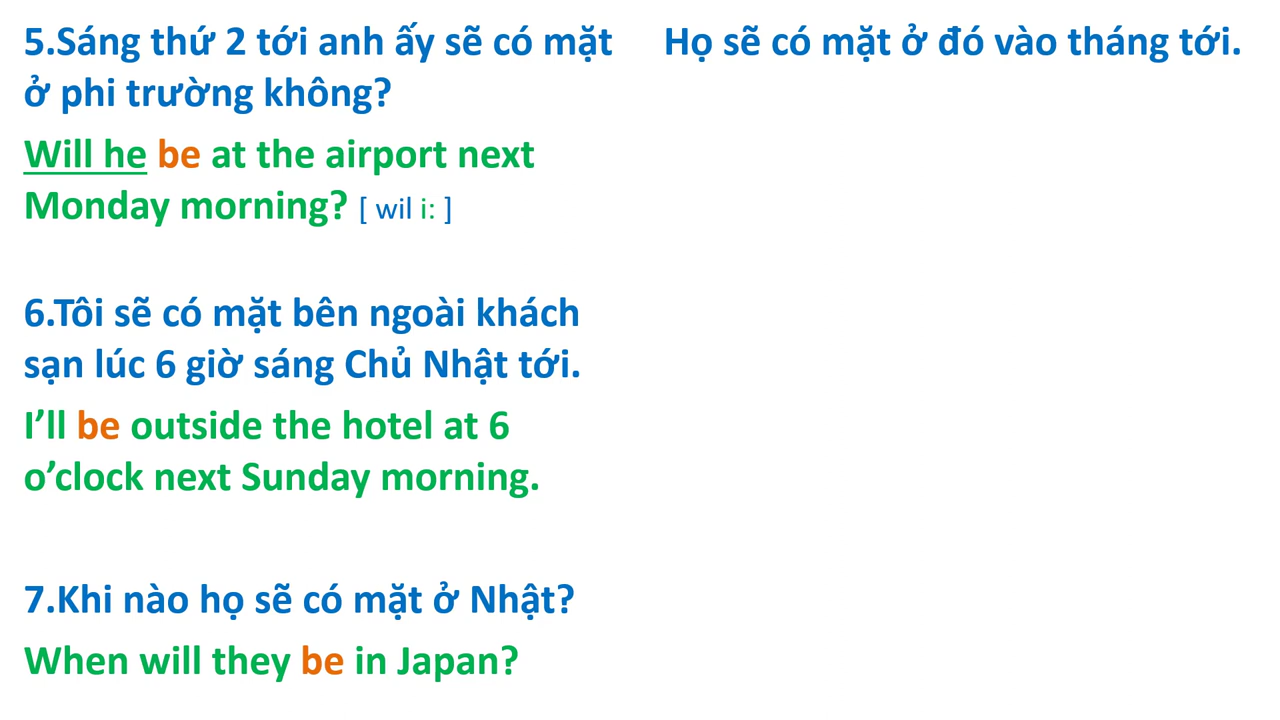 5.Sáng thứ 2 tới anh ấy sẽ có mặt
ở phi trường không?
Will he be at the airport next
Monday morning? [ wil i: ]
6.Tôi sẽ có mặt bên ngoài khách
sạn lúc 6 giờ sáng Chủ Nhật tới.
I’ll be outside the hotel at 6
o’clock next Sunday morning.
7.Khi nào họ sẽ có mặt ở Nhật?
When will they be in Japan?
Họ sẽ có mặt ở đó vào tháng tới.